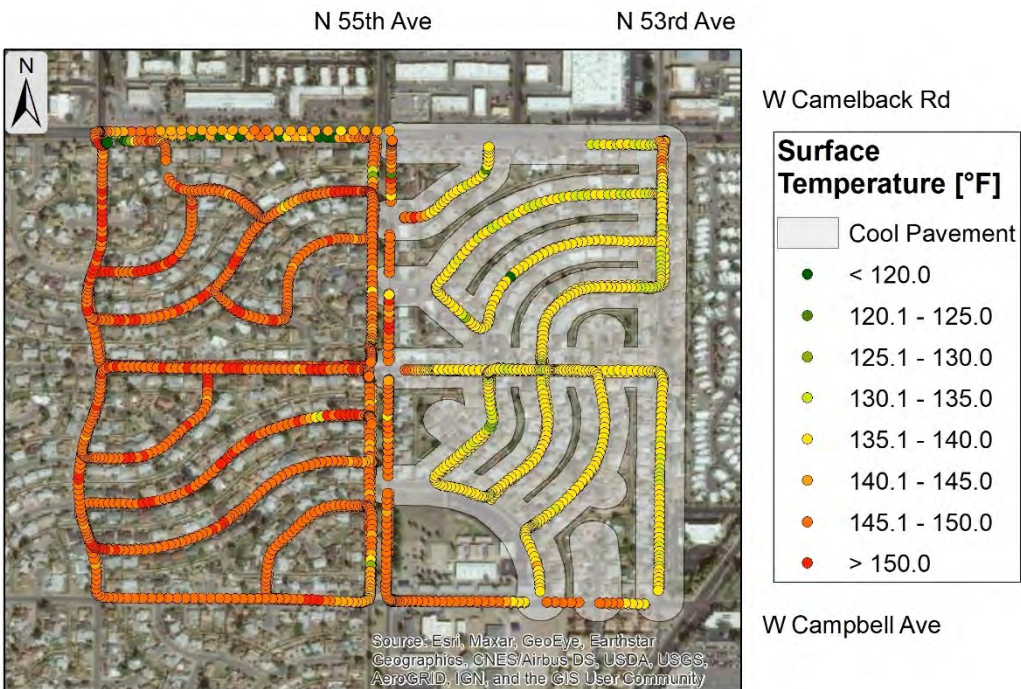 N 55th Ave
N 53rd Ave
N
W Camelback Rd
Surface
Temperature [°F]
Cool Pavement
< 120.0
120.1 - 125.0
125.1 - 130.0
130.1 - 135.0
135.1 - 140.0
140.1 - 145.0
145.1 - 150.0
> 150.0
W Campbell Ave
Source: Esri, Maxar, GeoEye, Earthstar
Geographics, CNES/Airbus DS, USDA, USGS,
AeroGRID, IGN, and the GIS User Community